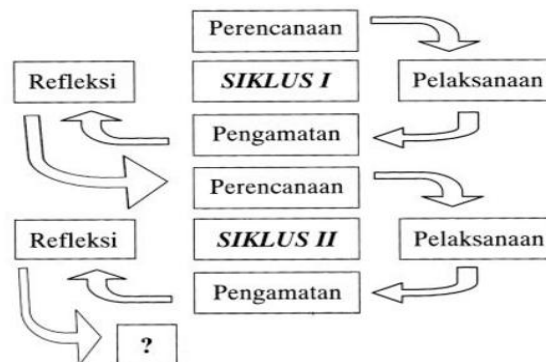 Perencanaan
Refleksi
SIKLUS I
Pelaksanaan
Pengamatan
Perencanaan
Refleksi
SIKLUS II
Pelaksanaan
Pengamatan
?